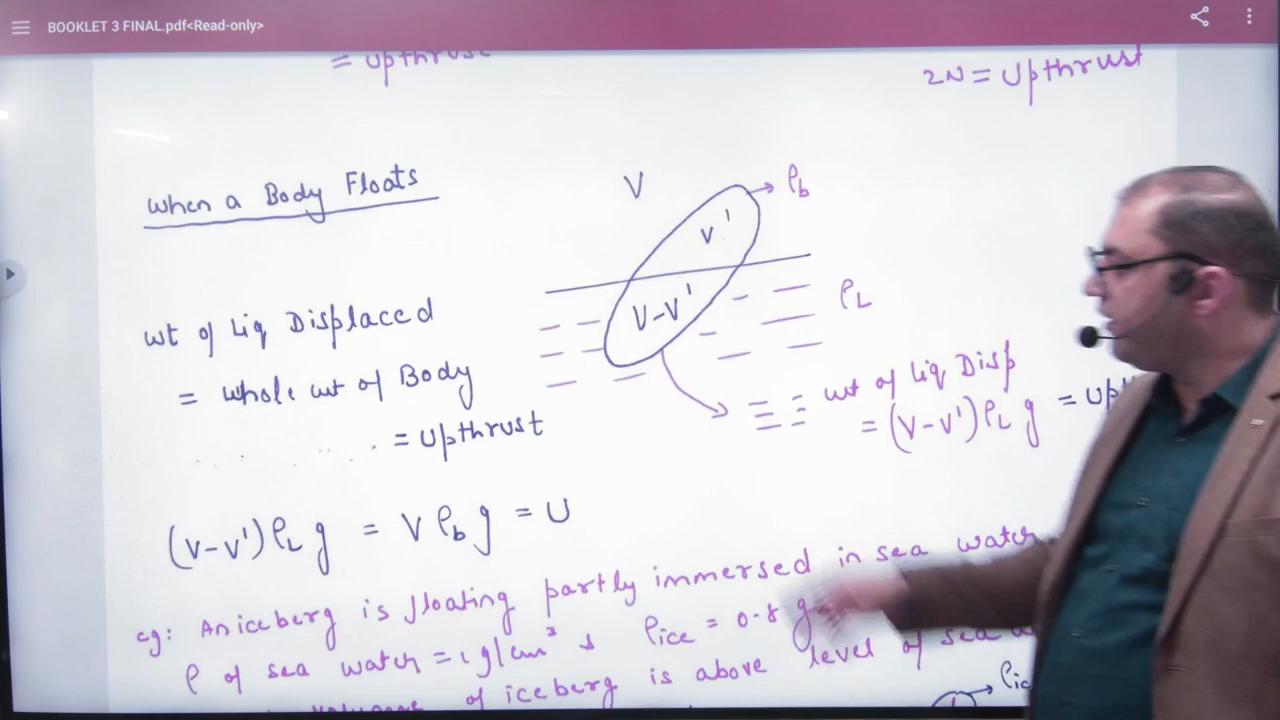 BOOKLET 3 FINAL.pdf<Read-only>
= upthrust
2N = Upthrust
When a Body Floats
V
ρb
V'
V-V'
ρL
wt of Liq Displaced
= whole wt of Body
= upthrust
wt of Liq Disp
= (V-V')ρL g = up
(V-V')ρL g = Vρb g = U
eg: An iceberg is floating partly immersed in sea water
ρ of sea water = 1 g/cm³ & ρice = 0.8 g
of iceberg is above level of sea
ρic